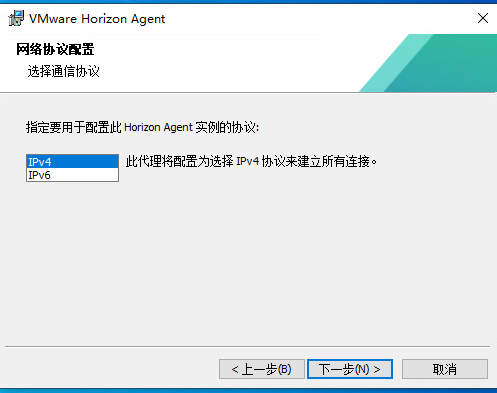 VMware Horizon Agent
网络协议配置
选择通信协议
指定要用于配置此 Horizon Agent 实例的协议:
IPv4
此代理将配置为选择 IPv4 协议来建立所有连接。
IPv6
< 上一步(B)
下一步(N) >
取消